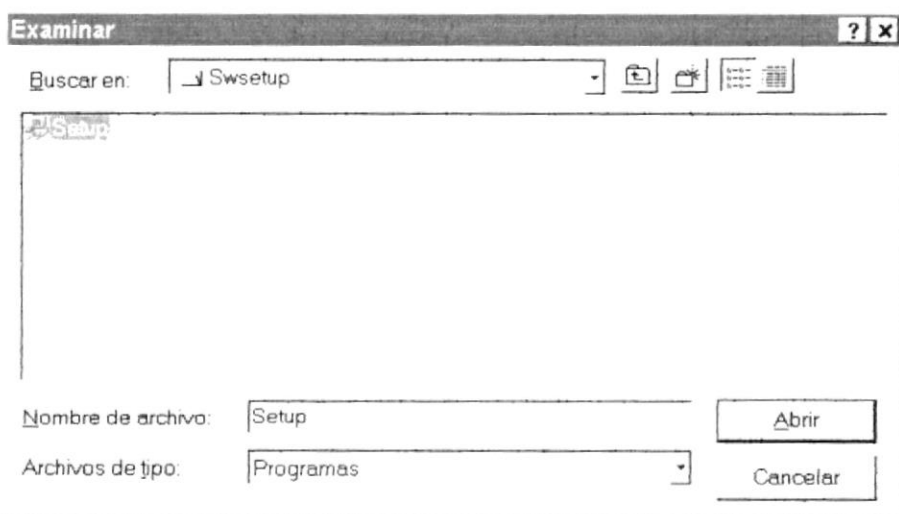 Examinar
Buscar en: Swsetup
Setup
Nombre de archivo: Setup
Abrir
Archivos de tipo: Programas
Cancelar